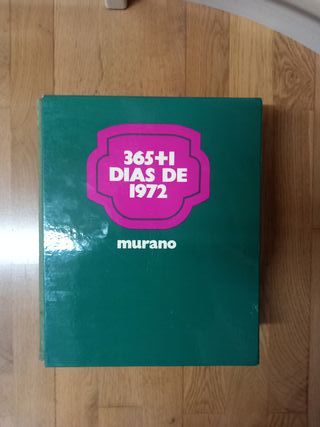 365+1
DIAS DE
1972
murano